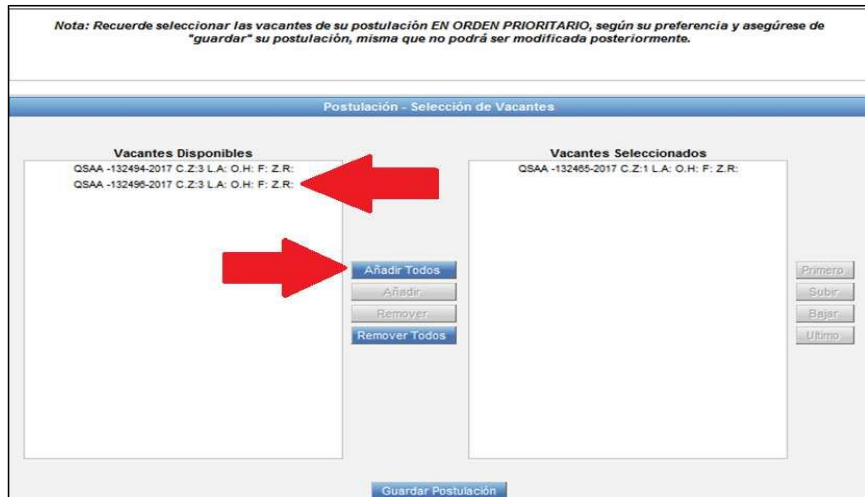 Nota: Recuerde seleccionar las vacantes de su postulación EN ORDEN PRIORITARIO, según su preferencia y asegúrese de
"guardar" su postulación, misma que no podrá ser modificada posteriormente.
Postulación - Selección de Vacantes
Vacantes Disponibles
QSAA -132494-2017 C.Z:3 L.A: O.H: F: Z.R:
QSAA -132496-2017 C.Z:3 L.A: O.H: F: Z.R:
Vacantes Seleccionados
QSAA -132465-2017 C.Z:1 L.A: O.H: F: Z.R:
Añadir Todos
Añadir
Remover
Remover Todos
Primero
Subir
Bajar
Ultimo
Guardar Postulación